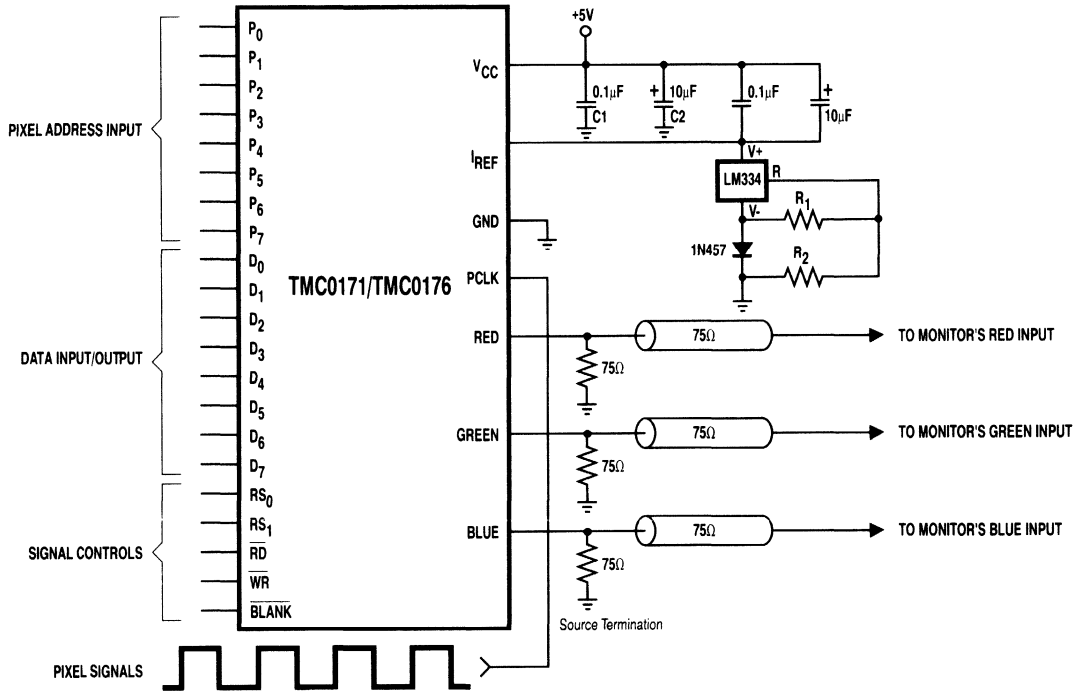 PIXEL ADDRESS INPUT
P0
P1
P2
P3
P4
P5
P6
P7
DATA INPUT/OUTPUT
D0
D1
D2
D3
D4
D5
D6
D7
SIGNAL CONTROLS
RS0
RS1
RD
WR
BLANK
PIXEL SIGNALS
TMC0171/TMC0176
VCC
IREF
GND
PCLK
RED
GREEN
BLUE
+5V
0.1μF
C1
+
10μF
C2
0.1μF
+
10μF
V+
LM334
R
V-
R1
1N457
R2
75Ω
75Ω
TO MONITOR'S RED INPUT
75Ω
75Ω
TO MONITOR'S GREEN INPUT
75Ω
75Ω
TO MONITOR'S BLUE INPUT
Source Termination